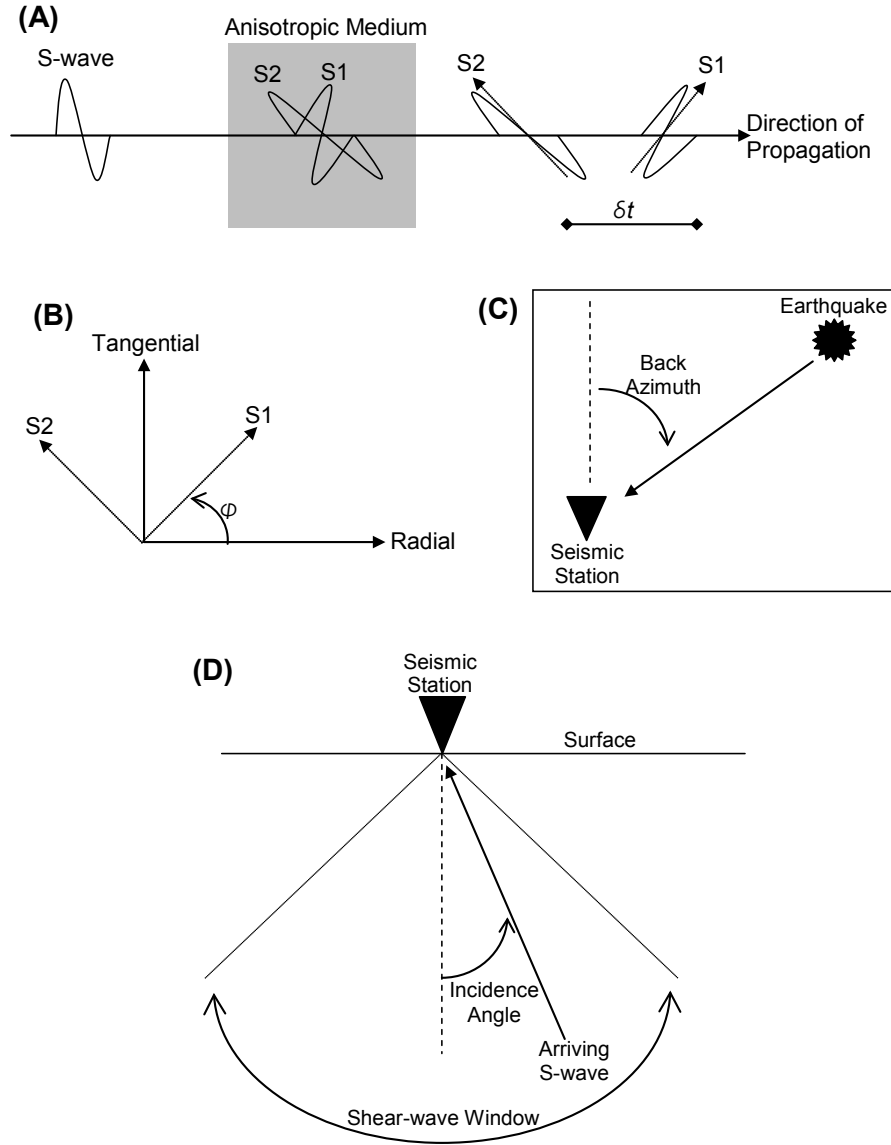 (A)
S-wave
Anisotropic Medium
S2
S1
S2
S1
Direction of
Propagation
δt
(B)
Tangential
S2
S1
Φ
Radial
(C)
Earthquake
Back
Azimuth
Seismic
Station
(D)
Seismic
Station
Surface
Incidence
Angle
Arriving
S-wave
Shear-wave Window